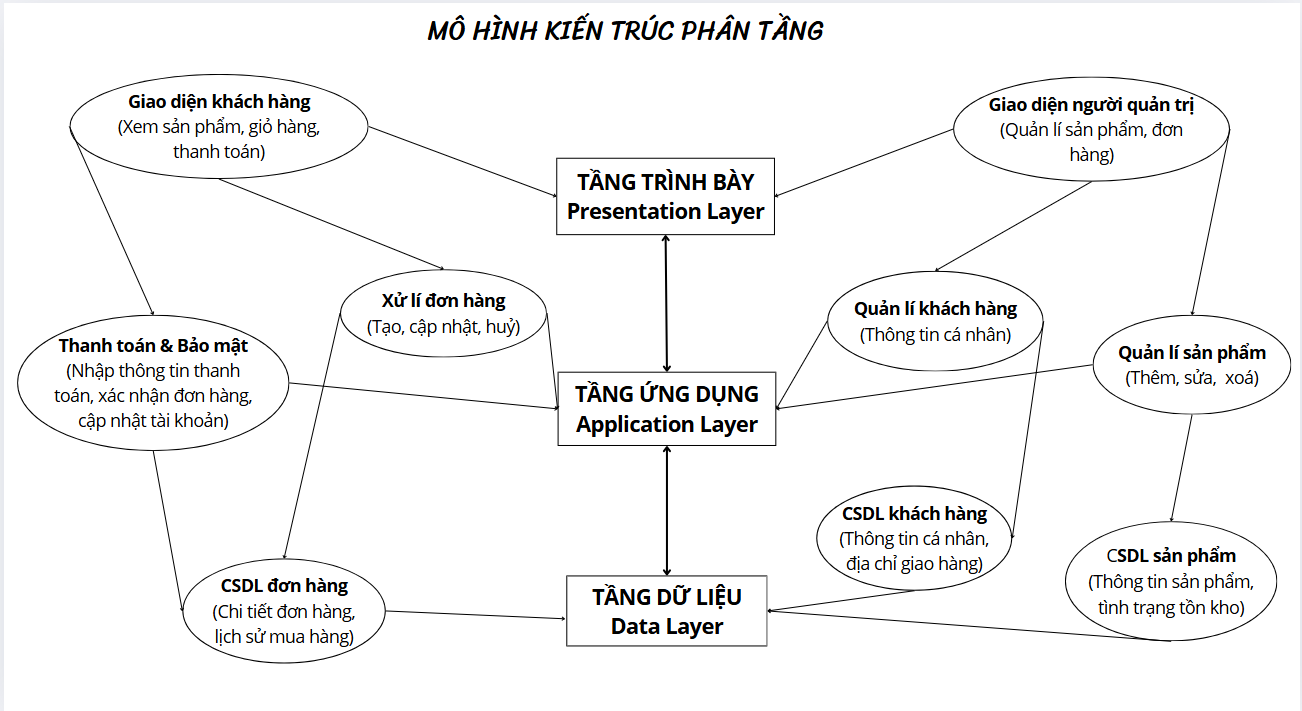 MÔ HÌNH KIẾN TRÚC PHÂN TẦNG
Giao diện khách hàng
(Xem sản phẩm, giỏ hàng,
thanh toán)
Giao diện người quản trị
(Quản lí sản phẩm, đơn
hàng)
TẦNG TRÌNH BÀY
Presentation Layer
Xử lí đơn hàng
(Tạo, cập nhật, huỷ)
Quản lí khách hàng
(Thông tin cá nhân)
Thanh toán & Bảo mật
(Nhập thông tin thanh
toán, xác nhận đơn hàng,
cập nhật tài khoản)
Quản lí sản phẩm
(Thêm, sửa, xoá)
TẦNG ỨNG DỤNG
Application Layer
CSDL khách hàng
(Thông tin cá nhân,
địa chỉ giao hàng)
CSDL sản phẩm
(Thông tin sản phẩm,
tình trạng tồn kho)
CSDL đơn hàng
(Chi tiết đơn hàng,
lịch sử mua hàng)
TẦNG DỮ LIỆU
Data Layer